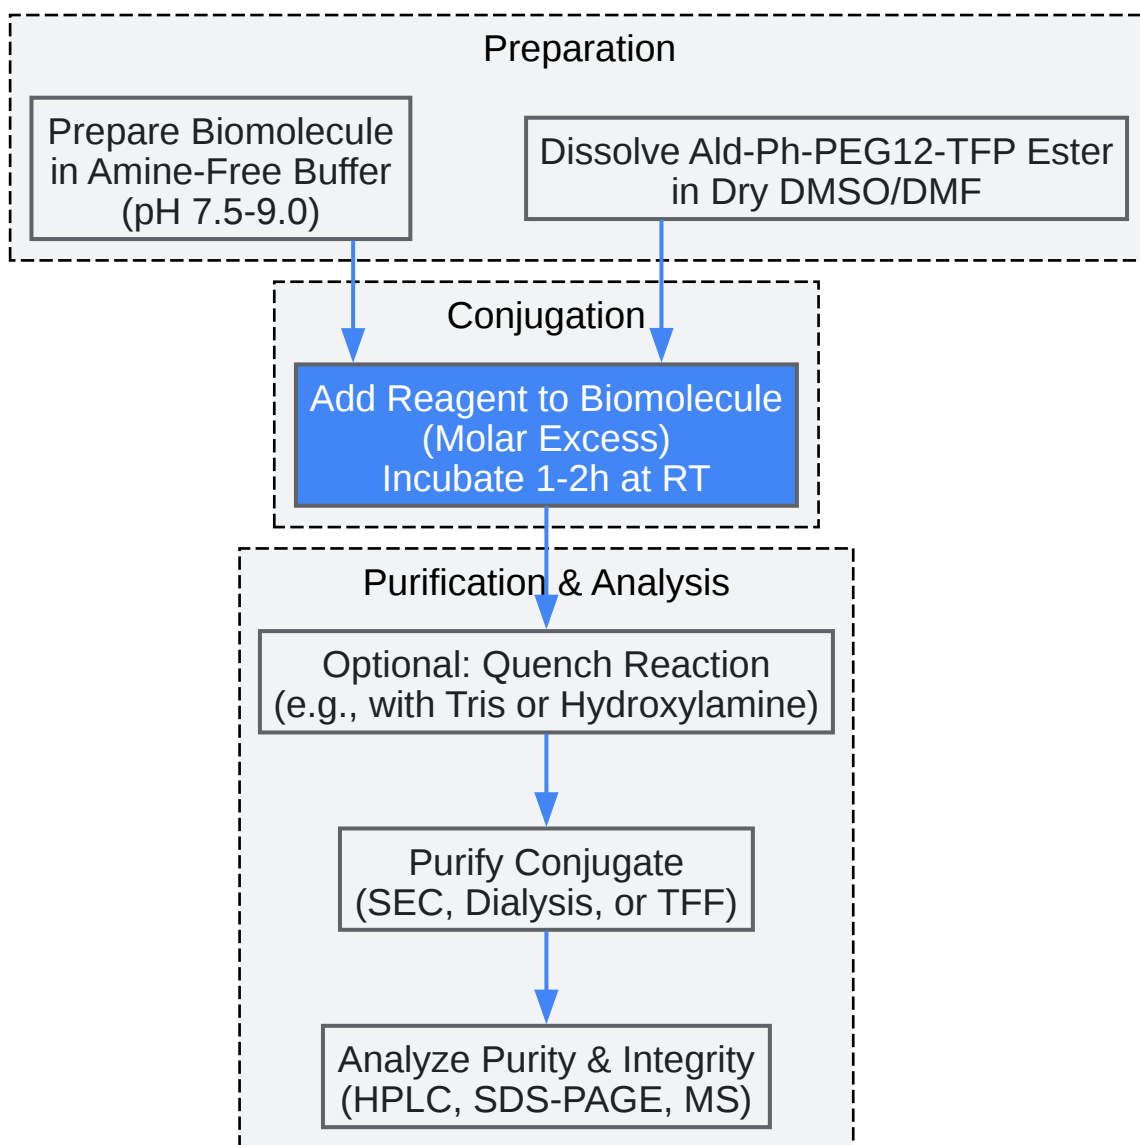 Preparation
Prepare Biomolecule
in Amine-Free Buffer
(pH 7.5-9.0)
Dissolve Ald-Ph-PEG12-TFP Ester
in Dry DMSO/DMF
Conjugation
Add Reagent to Biomolecule
(Molar Excess)
Incubate 1-2h at RT
Purification & Analysis
Optional: Quench Reaction
(e.g., with Tris or Hydroxylamine)
Purify Conjugate
(SEC, Dialysis, or TFF)
Analyze Purity & Integrity
(HPLC, SDS-PAGE, MS)